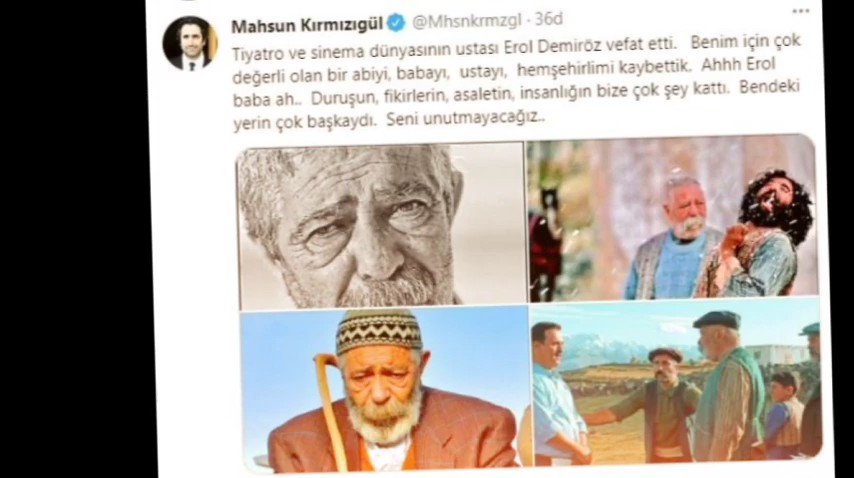 Mahsun Kırmızıgül @Mhsnkrmzgl · 36d
Tiyatro ve sinema dünyasının ustası Erol Demiröz vefat etti. Benim için çok
değerli olan bir abiyi, babayı, ustayı, hemşehrilimi kaybettik. Ahhh Erol
baba ah.. Duruşun, fikirlerin, asaletin, insanlığın bize çok şey kattı. Bendeki
yerin çok başkaydı. Seni unutmayacağız..